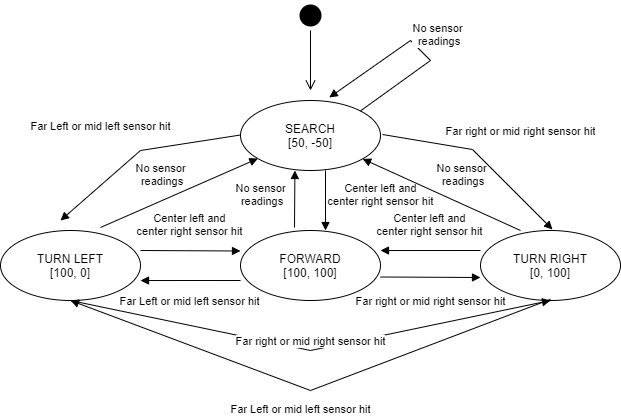 No sensor
readings
SEARCH
[50, -50]
Far Left or mid left sensor hit
Far right or mid right sensor hit
No sensor
readings
No sensor
readings
Center left and
center right sensor hit
No sensor
readings
Center left and
center right sensor hit
Center left and
center right sensor hit
TURN LEFT
[100, 0]
FORWARD
[100, 100]
TURN RIGHT
[0, 100]
Far Left or mid left sensor hit
Far right or mid right sensor hit
Far right or mid right sensor hit
Far Left or mid left sensor hit